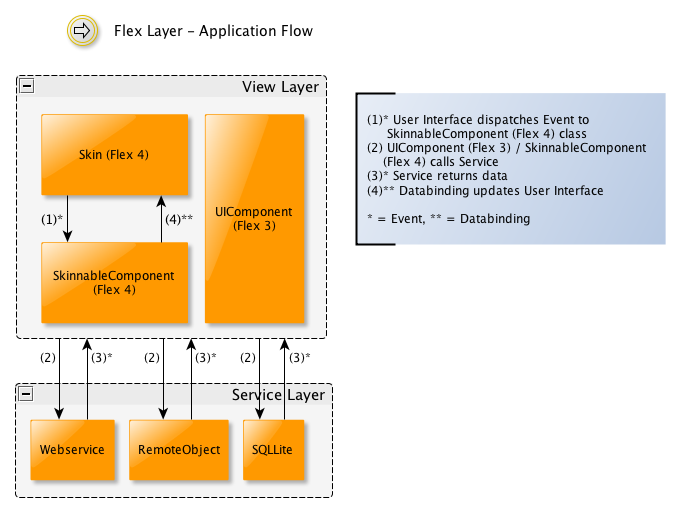 Flex Layer – Application Flow
View Layer
Skin (Flex 4)
(1)*
(4)**
SkinnableComponent
(Flex 4)
UIComponent
(Flex 3)
(1)* User Interface dispatches Event to
SkinnableComponent (Flex 4) class
(2) UIComponent (Flex 3) / SkinnableComponent
(Flex 4) calls Service
(3)* Service returns data
(4)** Databinding updates User Interface
* = Event, ** = Databinding
(2)
(3)*
(2)
(3)*
(2)
(3)*
Service Layer
Webservice
RemoteObject
SQLLite